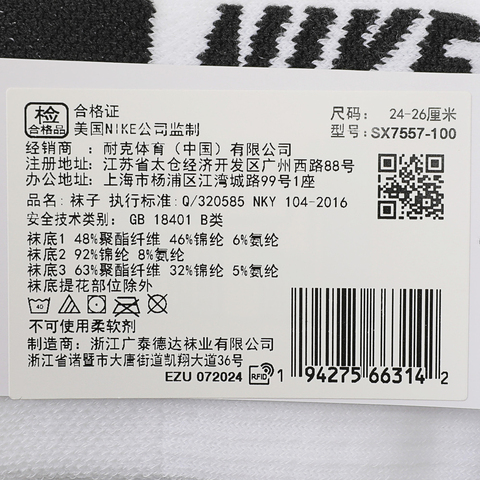 NIKE
检
合格品
合格证
美国NIKE公司监制
尺码: 24-26厘米
型号: SX7557-100
经销商: 耐克体育(中国)有限公司
注册地址: 江苏省太仓经济开发区广州西路88号
办公地址: 上海市杨浦区江湾城路99号1座
品名: 袜子 执行标准: Q/320585 NKY 104-2016
安全技术类别: GB 18401 B类
袜底1 48%聚酯纤维 46%锦纶 6%氨纶
袜底2 92%锦纶 8%氨纶
袜底3 63%聚酯纤维 32%锦纶 5%氨纶
袜底提花部位除外
40
不可使用柔软剂
制造商: 浙江广泰德达袜业有限公司
浙江省诸暨市大唐街道凯翔大道36号
EZU 072024 RFID
1 94275 66314 2